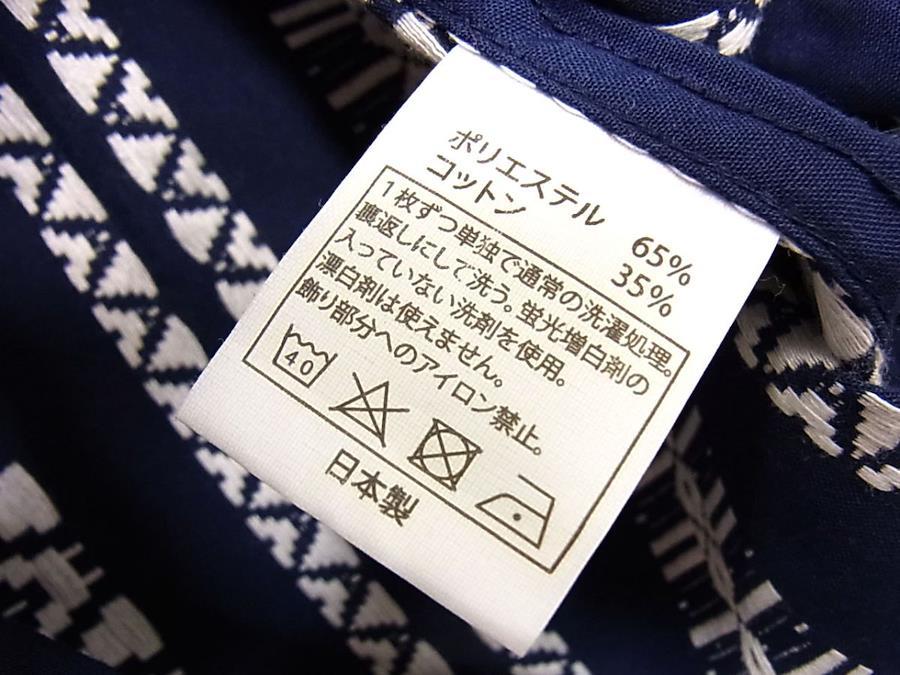 ポリエステル 65%
コットン 35%
1枚ずつ単独で通常の洗濯処理。
裏返しにして洗う。蛍光増白剤の
入っていない洗剤を使用。
漂白剤は使えません。
飾り部分へのアイロン禁止。
40
日本製